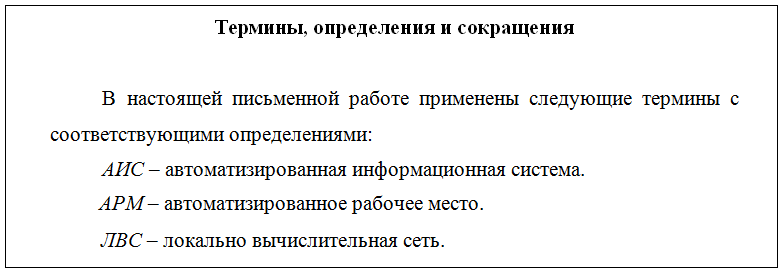 Термины, определения и сокращения
В настоящей письменной работе применены следующие термины с
соответствующими определениями:
АИС – автоматизированная информационная система.
АРМ – автоматизированное рабочее место.
ЛВС – локально вычислительная сеть.